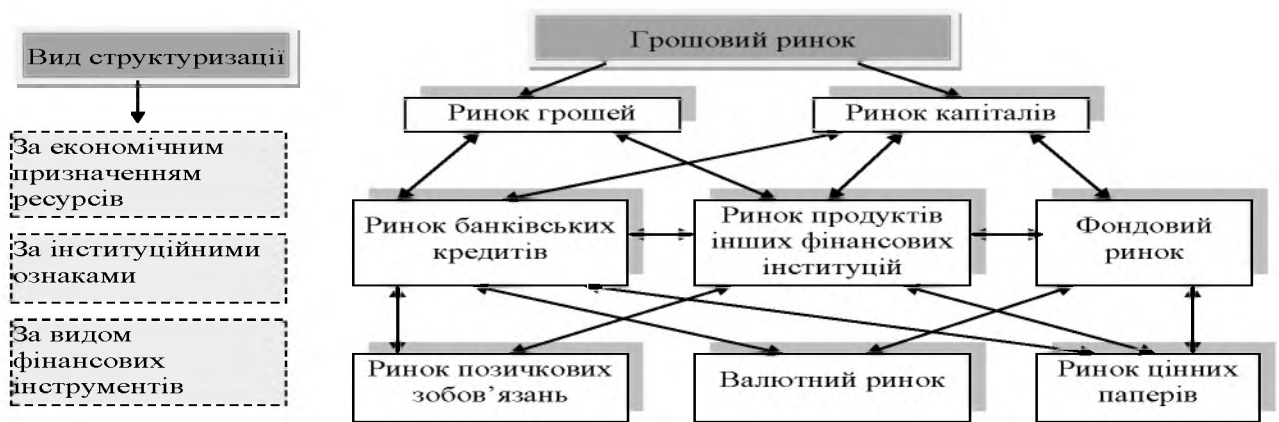 Вид структуризації
За економічним
призначенням
ресурсів
За інституційними
ознаками
За видом
фінансових
інструментів
Грошовий ринок
Ринок грошей
Ринок капіталів
Ринок банківських
кредитів
Ринок продуктів
інших фінансових
інституцій
Фондовий
ринок
Ринок позичкових
зобов’язань
Валютний ринок
Ринок цінних
паперів